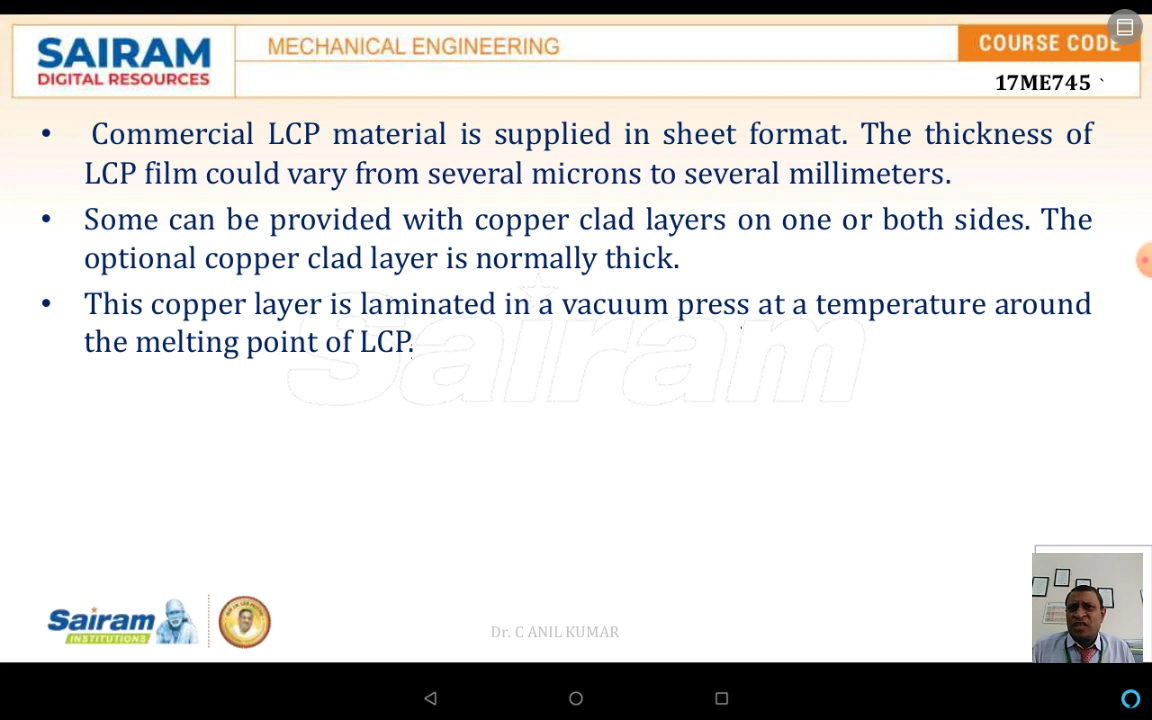 SAIRAM
DIGITAL RESOURCES
MECHANICAL ENGINEERING
COURSE CODE
17ME745 `
• Commercial LCP material is supplied in sheet format. The thickness of
LCP film could vary from several microns to several millimeters.
• Some can be provided with copper clad layers on one or both sides. The
optional copper clad layer is normally thick.
• This copper layer is laminated in a vacuum press at a temperature around
the melting point of LCP.
Sairam
Sairam
INSTITUTIONS
Dr. C ANIL KUMAR